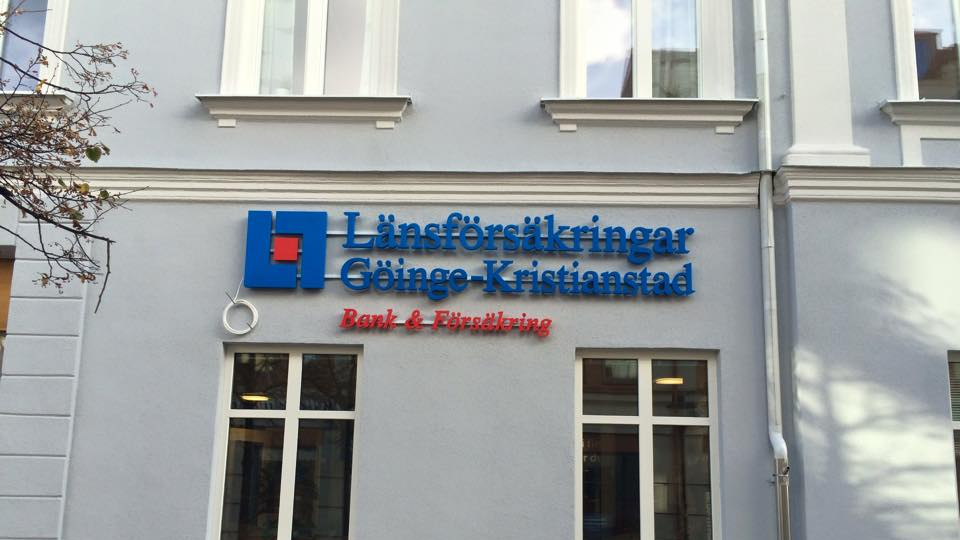 Länsförsäkringar
Göinge-Kristianstad
Bank & Försäkring